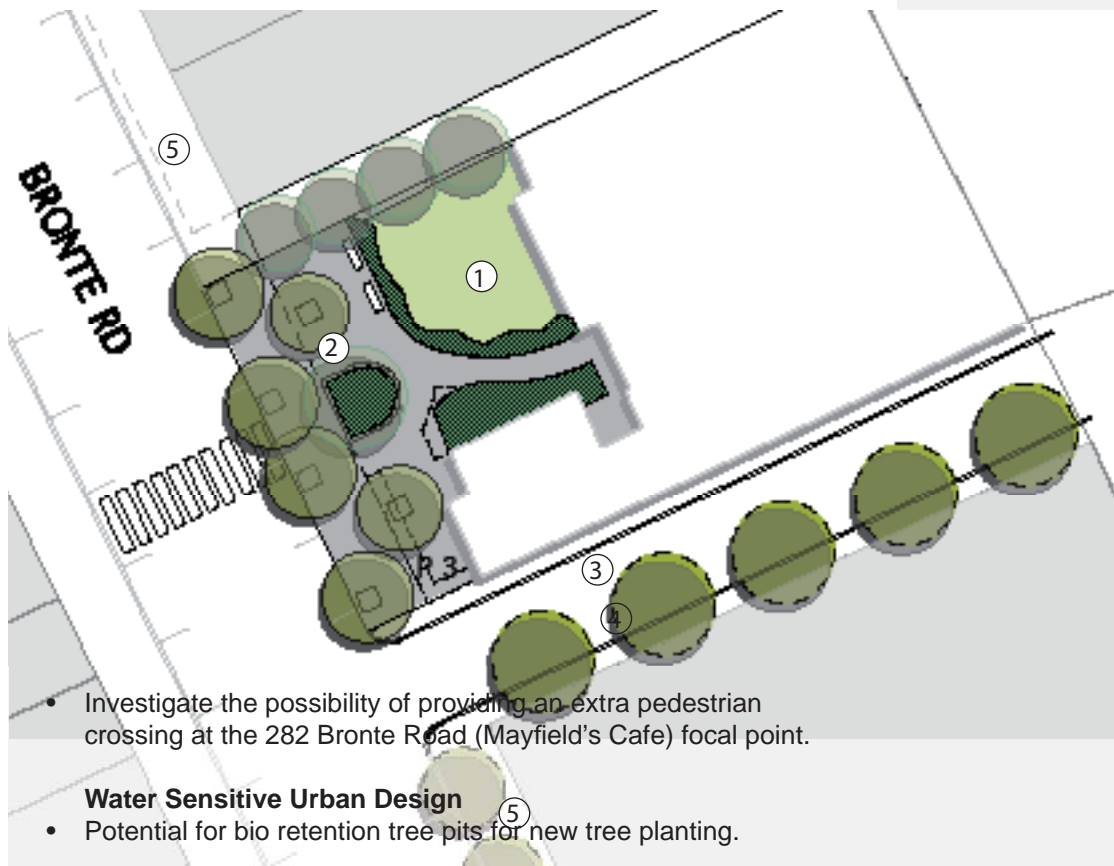 5
BRONTE RD
1
2
R 3
3
4
• Investigate the possibility of providing an extra pedestrian
crossing at the 282 Bronte Road (Mayfield's Cafe) focal point.
Water Sensitive Urban Design
5
• Potential for bio retention tree pits for new tree planting.